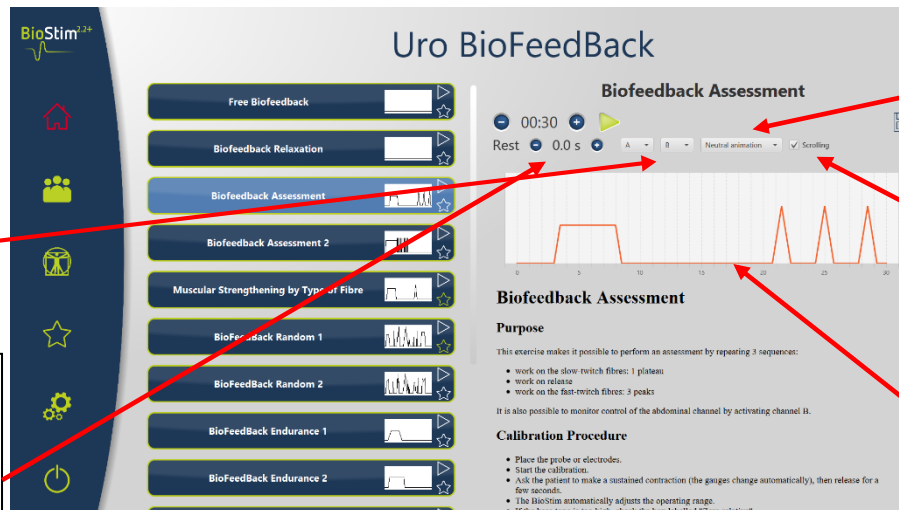 BioStim2.2+
Uro BioFeedBack
Free Biofeedback
Biofeedback Relaxation
Biofeedback Assessment
Biofeedback Assessment 2
Muscular Strengthening by Type of Fibre
BioFeedBack Random 1
BioFeedBack Random 2
BioFeedBack Endurance 1
BioFeedBack Endurance 2
Biofeedback Assessment
00:30
Rest 0.0 s A B Neutral animation Scrolling
0 5 10 15 20 25 30
Biofeedback Assessment
Purpose
This exercise makes it possible to perform an assessment by repeating 3 sequences:
• work on the slow-twitch fibres: 1 plateau
• work on release
• work on the fast-twitch fibres: 3 peaks
It is also possible to monitor control of the abdominal channel by activating channel B.
Calibration Procedure
• Place the probe or electrodes.
• Start the calibration.
• Ask the patient to make a sustained contraction (the gauges change automatically), then release for a
few seconds.
• The BioStim automatically adjusts the operating range.